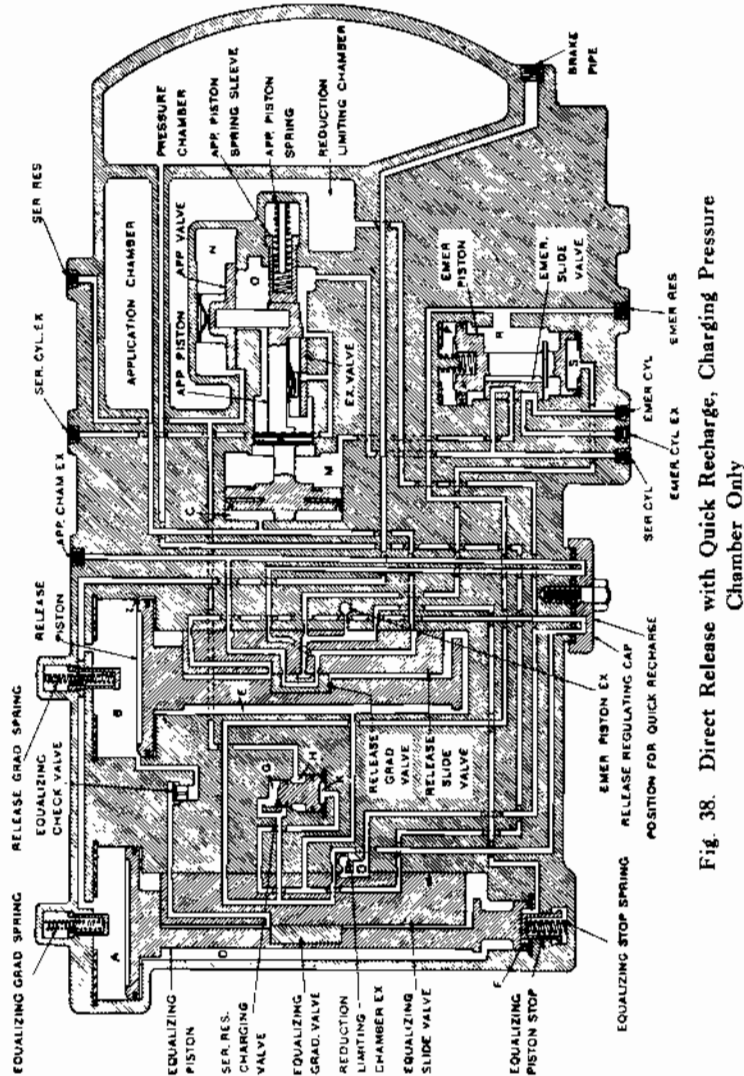 EQUALIZING GRAD SPRING
RELEASE GRAD SPRING
EQUALIZING
CHECK VALVE
RELEASE
PISTON
APP. CHAM EX
SER. CYL. EX
SER RES
APPLICATION CHAMBER
PRESSURE
CHAMBER
APP. PISTON
SPRING SLEEVE
APP. PISTON
SPRING
REDUCTION
LIMITING CHAMBER
BRAKE
PIPE
APP. PISTON
APP VALVE
EX. VALVE
EMER
PISTON
EMER.
SLIDE
VALVE
A
B
C
D
E
F
G
H
K
M
N
O
P
R
S
EQUALIZING
PISTON
SER. RES.
CHARGING
VALVE
EQUALIZING
GRAD. VALVE
REDUCTION
LIMITING
CHAMBER EX
EQUALIZING
SLIDE VALVE
EQUALIZING
PISTON STOP
EQUALIZING STOP SPRING
RELEASE
GRAD
VALVE
RELEASE
SLIDE
VALVE
EMER PISTON EX
RELEASE REGULATING CAP
POSITION FOR QUICK RECHARGE
SER CYL
EMER CYL EX
EMER CYL
EMER RES
Fig. 38. Direct Release with Quick Recharge, Charging Pressure
Chamber Only